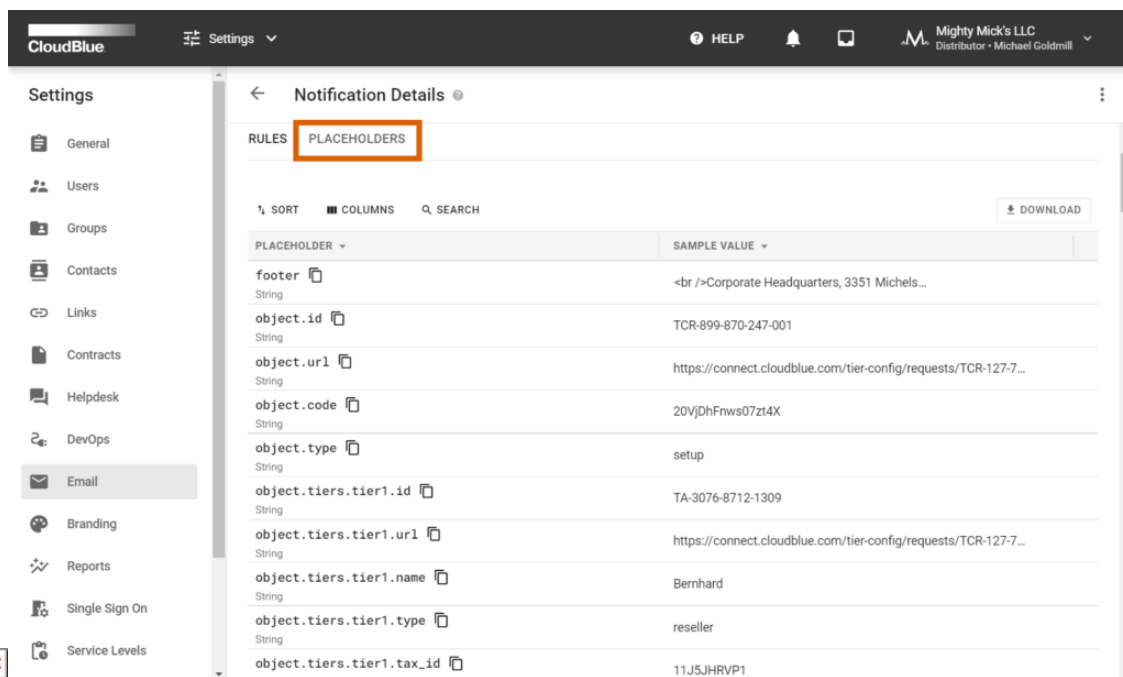 CloudBlue
Settings
HELP
Mighty Mick's LLC
Distributor • Michael Goldmill
Settings
General
Users
Groups
Contacts
Links
Contracts
Helpdesk
DevOps
Email
Branding
Reports
Single Sign On
Service Levels
Notification Details
RULES PLACEHOLDERS
SORT COLUMNS SEARCH DOWNLOAD
PLACEHOLDER SAMPLE VALUE
footer
String
<br />Corporate Headquarters, 3351 Michels...
object.id
String
TCR-899-870-247-001
object.url
String
https://connect.cloudblue.com/tier-config/requests/TCR-127-7...
object.code
String
20VjDhFnws07zt4X
object.type
String
setup
object.tiers.tier1.id
String
TA-3076-8712-1309
object.tiers.tier1.url
String
https://connect.cloudblue.com/tier-config/requests/TCR-127-7...
object.tiers.tier1.name
String
Bernhard
object.tiers.tier1.type
String
reseller
object.tiers.tier1.tax_id
11J5JHRVP1